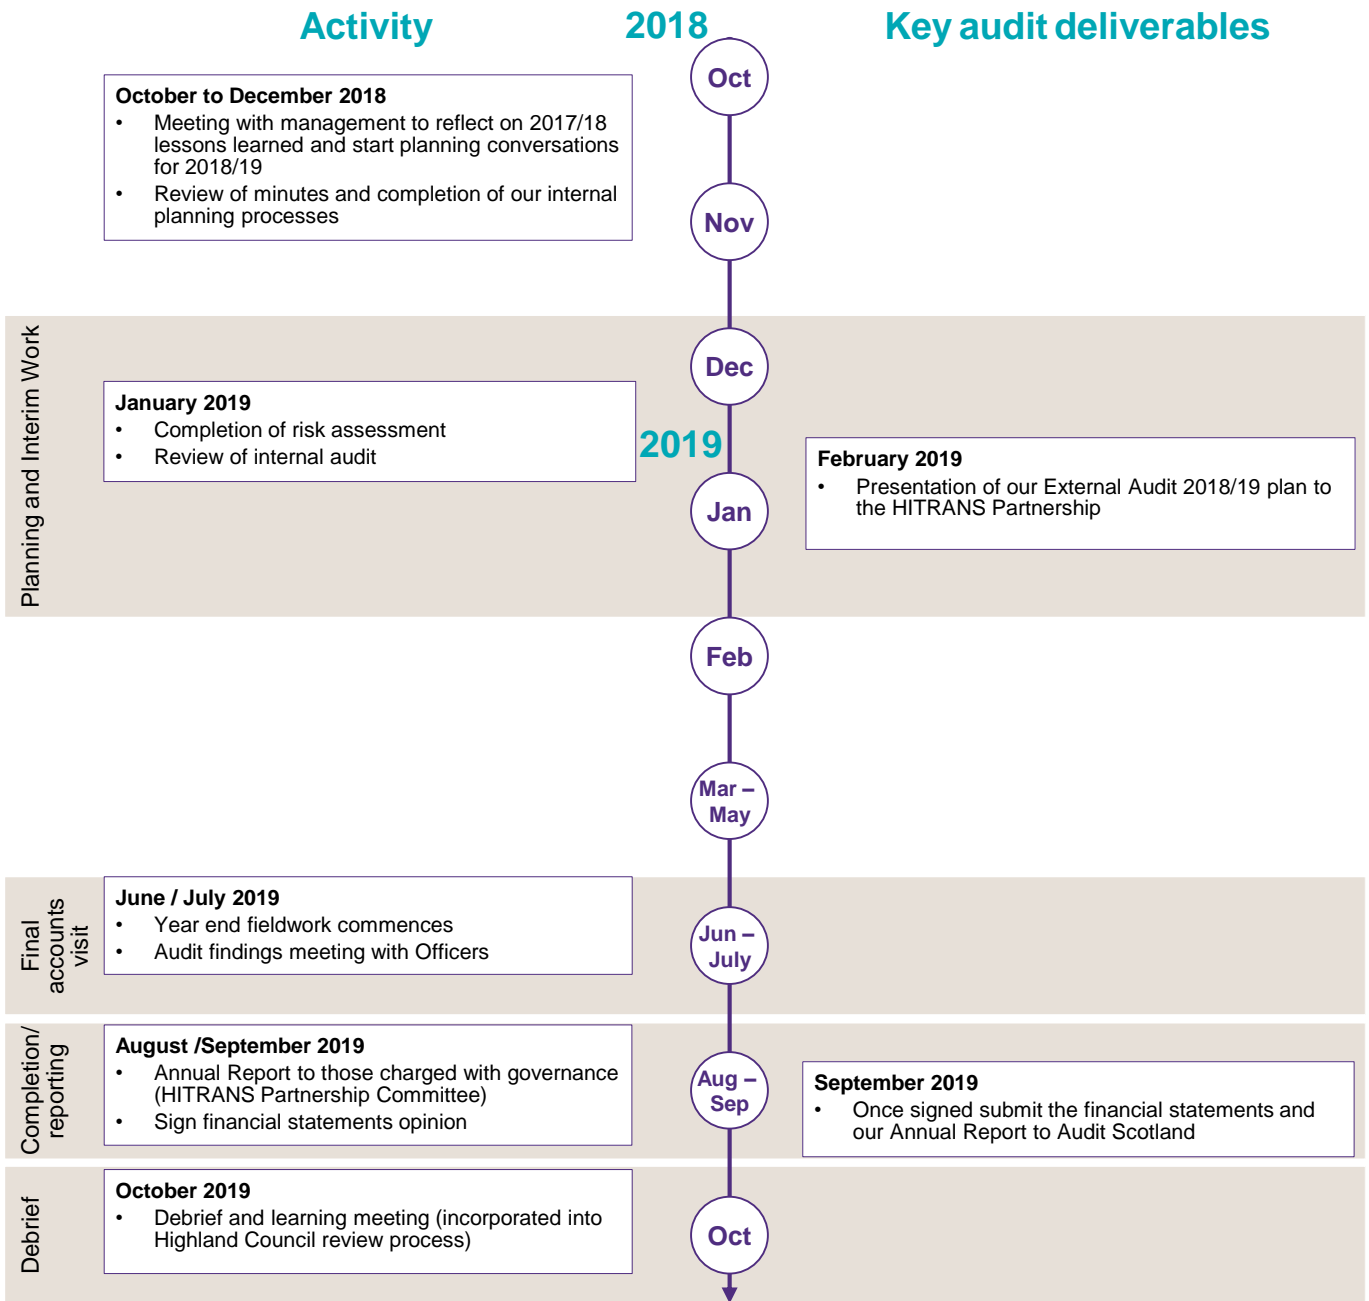 Activity
2018
Key audit deliverables
Oct
October to December 2018
• Meeting with management to reflect on 2017/18
lessons learned and start planning conversations
for 2018/19
• Review of minutes and completion of our internal
planning processes
Nov
Planning and Interim Work
Dec
January 2019
• Completion of risk assessment
• Review of internal audit
2019
February 2019
• Presentation of our External Audit 2018/19 plan to
the HITRANS Partnership
Jan
Feb
Mar –
May
Final
accounts
visit
June / July 2019
• Year end fieldwork commences
• Audit findings meeting with Officers
Jun –
July
Completion/
reporting
August /September 2019
• Annual Report to those charged with governance
(HITRANS Partnership Committee)
• Sign financial statements opinion
Aug –
Sep
September 2019
• Once signed submit the financial statements and
our Annual Report to Audit Scotland
Debrief
October 2019
• Debrief and learning meeting (incorporated into
Highland Council review process)
Oct